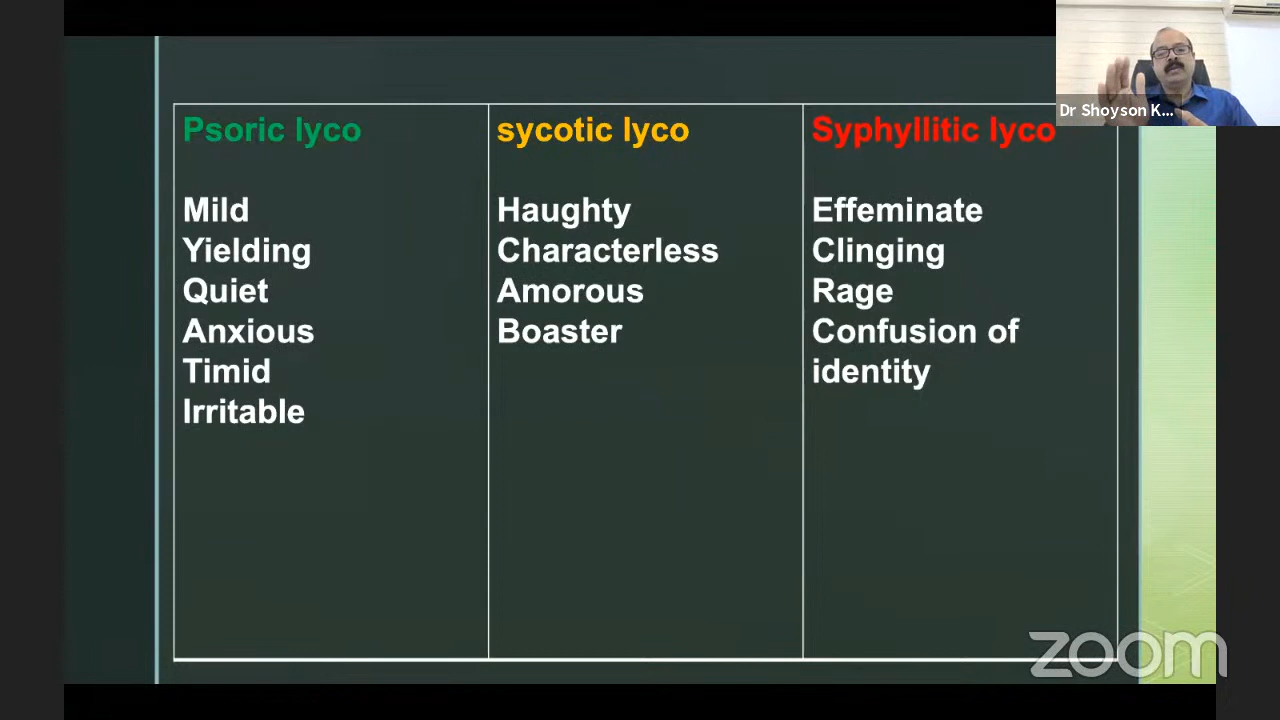 Dr Shoyson K...
Psoric lyco
Mild
Yielding
Quiet
Anxious
Timid
Irritable
sycotic lyco
Haughty
Characterless
Amorous
Boaster
Syphyllitic lyco
Effeminate
Clinging
Rage
Confusion of
identity
zoom